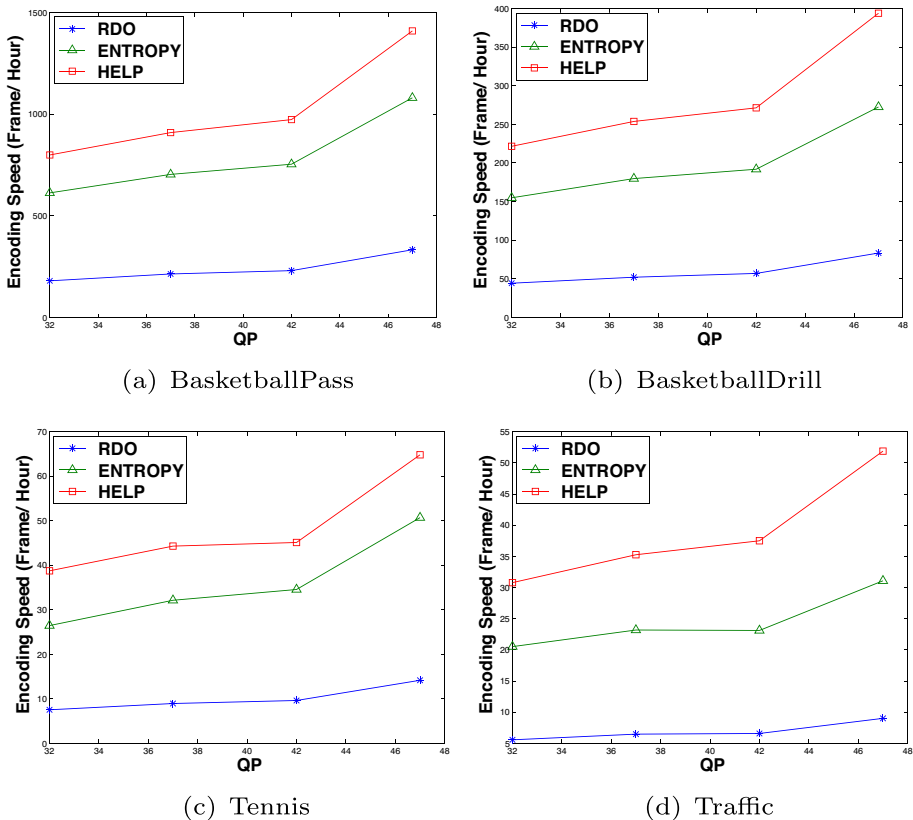 1500
1000
500
0
Encoding Speed (Frame/ Hour)
RDO
ENTROPY
HELP
32 34 36 38 40 42 44 46 48
QP
(a) BasketballPass
400
350
300
250
200
150
100
50
0
Encoding Speed (Frame/ Hour)
RDO
ENTROPY
HELP
32 34 36 38 40 42 44 46 48
QP
(b) BasketballDrill
70
60
50
40
30
20
10
0
Encoding Speed (Frame/ Hour)
RDO
ENTROPY
HELP
32 34 36 38 40 42 44 46 48
QP
(c) Tennis
55
50
45
40
35
30
25
20
15
10
5
Encoding Speed (Frame/ Hour)
RDO
ENTROPY
HELP
32 34 36 38 40 42 44 46 48
QP
(d) Traffic